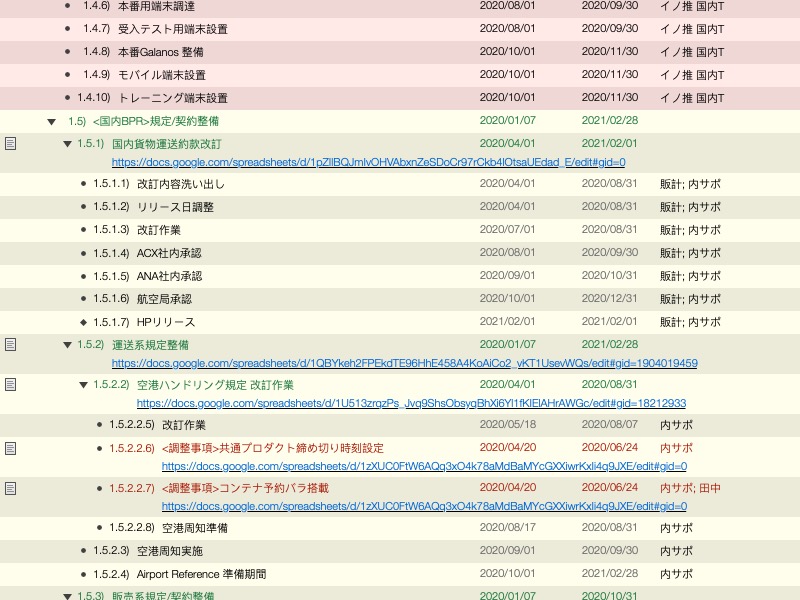 1.4.6) 本番用端末調達 2020/08/01 2020/09/30 イノ推 国内T
1.4.7) 受入テスト用端末設置 2020/08/01 2020/09/30 イノ推 国内T
1.4.8) 本番Galanos 整備 2020/10/01 2020/11/30 イノ推 国内T
1.4.9) モバイル端末設置 2020/10/01 2020/11/30 イノ推 国内T
1.4.10) トレーニング端末設置 2020/10/01 2020/11/30 イノ推 国内T
1.5) <国内BPR>規定/契約整備 2020/01/07 2021/02/28
1.5.1) 国内貨物運送約款改訂 2020/04/01 2021/02/01
https://docs.google.com/spreadsheets/d/1pZIlBQJmIvOHVAbxnZeSDoCr97rCkb4lOtsaUEdad_E/edit#gid=0
1.5.1.1) 改訂内容洗い出し 2020/04/01 2020/08/31 販計; 内サポ
1.5.1.2) リリース日調整 2020/04/01 2020/08/31 販計; 内サポ
1.5.1.3) 改訂作業 2020/07/01 2020/08/31 販計; 内サポ
1.5.1.4) ACX社内承認 2020/08/01 2020/09/30 販計; 内サポ
1.5.1.5) ANA社内承認 2020/09/01 2020/10/31 販計; 内サポ
1.5.1.6) 航空局承認 2020/10/01 2020/12/31 販計; 内サポ
1.5.1.7) HPリリース 2021/02/01 2021/02/01 販計; 内サポ
1.5.2) 運送系規定整備 2020/01/07 2021/02/28
https://docs.google.com/spreadsheets/d/1QBYkeh2FPEkdTE96HhE458A4KoAiCo2_yKT1UsevWQs/edit#gid=1904019459
1.5.2.2) 空港ハンドリング規定 改訂作業 2020/04/01 2020/08/31
https://docs.google.com/spreadsheets/d/1U513zrqzPs_Jvq9ShsObsyqBhXi6Yl1fKlElAHrAWGc/edit#gid=18212933
1.5.2.2.5) 改訂作業 2020/05/18 2020/08/07 内サポ
1.5.2.2.6) <調整事項>共通プロダクト締め切り時刻設定 2020/04/20 2020/06/24 内サポ
https://docs.google.com/spreadsheets/d/1zXUC0FtW6AQq3xO4k78aMdBaMYcGXXiwrKxli4q9JXE/edit#gid=0
1.5.2.2.7) <調整事項>コンテナ予約バラ搭載 2020/04/20 2020/06/24 内サポ; 田中
https://docs.google.com/spreadsheets/d/1zXUC0FtW6AQq3xO4k78aMdBaMYcGXXiwrKxli4q9JXE/edit#gid=0
1.5.2.2.8) 空港周知準備 2020/08/17 2020/08/31 内サポ
1.5.2.3) 空港周知実施 2020/09/01 2020/09/30 内サポ
1.5.2.4) Airport Reference 準備期間 2020/10/01 2021/02/28 内サポ
1.5.3) 販売系規定/契約整備 2020/01/07 2020/10/31